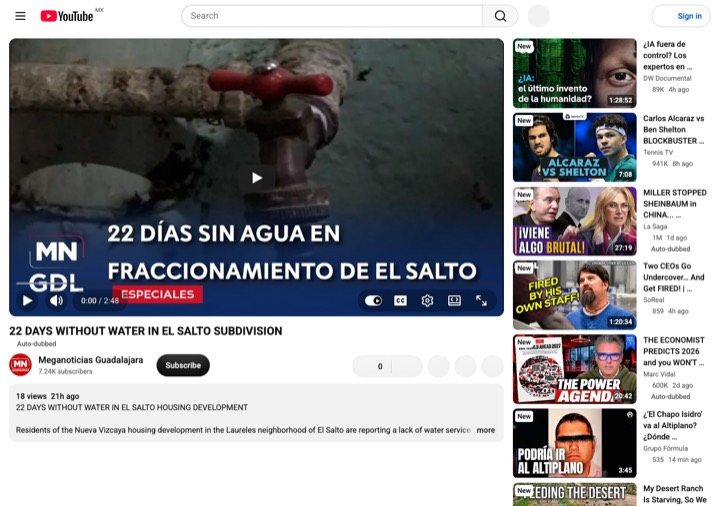 YouTube MX
Search
Sign in
22 DÍAS SIN AGUA EN
FRACCIONAMIENTO DE EL SALTO
MN
GDL
ESPECIALES
0:00 / 2:48
CC
22 DAYS WITHOUT WATER IN EL SALTO SUBDIVISION
Auto-dubbed
MN
Meganoticias Guadalajara
7.24K subscribers
Subscribe
0
18 views 21h ago
22 DAYS WITHOUT WATER IN EL SALTO HOUSING DEVELOPMENT
Residents of the Nueva Vizcaya housing development in the Laureles neighborhood of El Salto are reporting a lack of water service more
New
¿IA:
el último invento
de la humanidad?
1:28:52
¿IA fuera de
control? Los
expertos en ...
DW Documental
89K 4h ago
New
ALCARAZ
VS SHELTON
7:08
Carlos Alcaraz vs
Ben Shelton
BLOCKBUSTER ...
Tennis TV
941K 8h ago
New
¡VIENE
ALGO BRUTAL!
27:19
MILLER STOPPED
SHEINBAUM in
CHINA... ...
La Saga
1M 1d ago
Auto-dubbed
New
FIRED
BY HIS
OWN STAFF!
1:20:34
Two CEOs Go
Undercover… And
Get FIRED! | ...
SoReal
859 4h ago
THE POWER
AGENDA
20:42
THE ECONOMIST
PREDICTS 2026
and you WON'T ...
Marc Vidal
600K 2d ago
Auto-dubbed
New
PODRÍA IR
AL ALTIPLANO
3:45
¿'El Chapo Isidro'
va al Altiplano?
¿Dónde ...
Grupo Fórmula
535 14 min ago
New
FEEDING THE DESERT
My Desert Ranch
Is Starving, So We